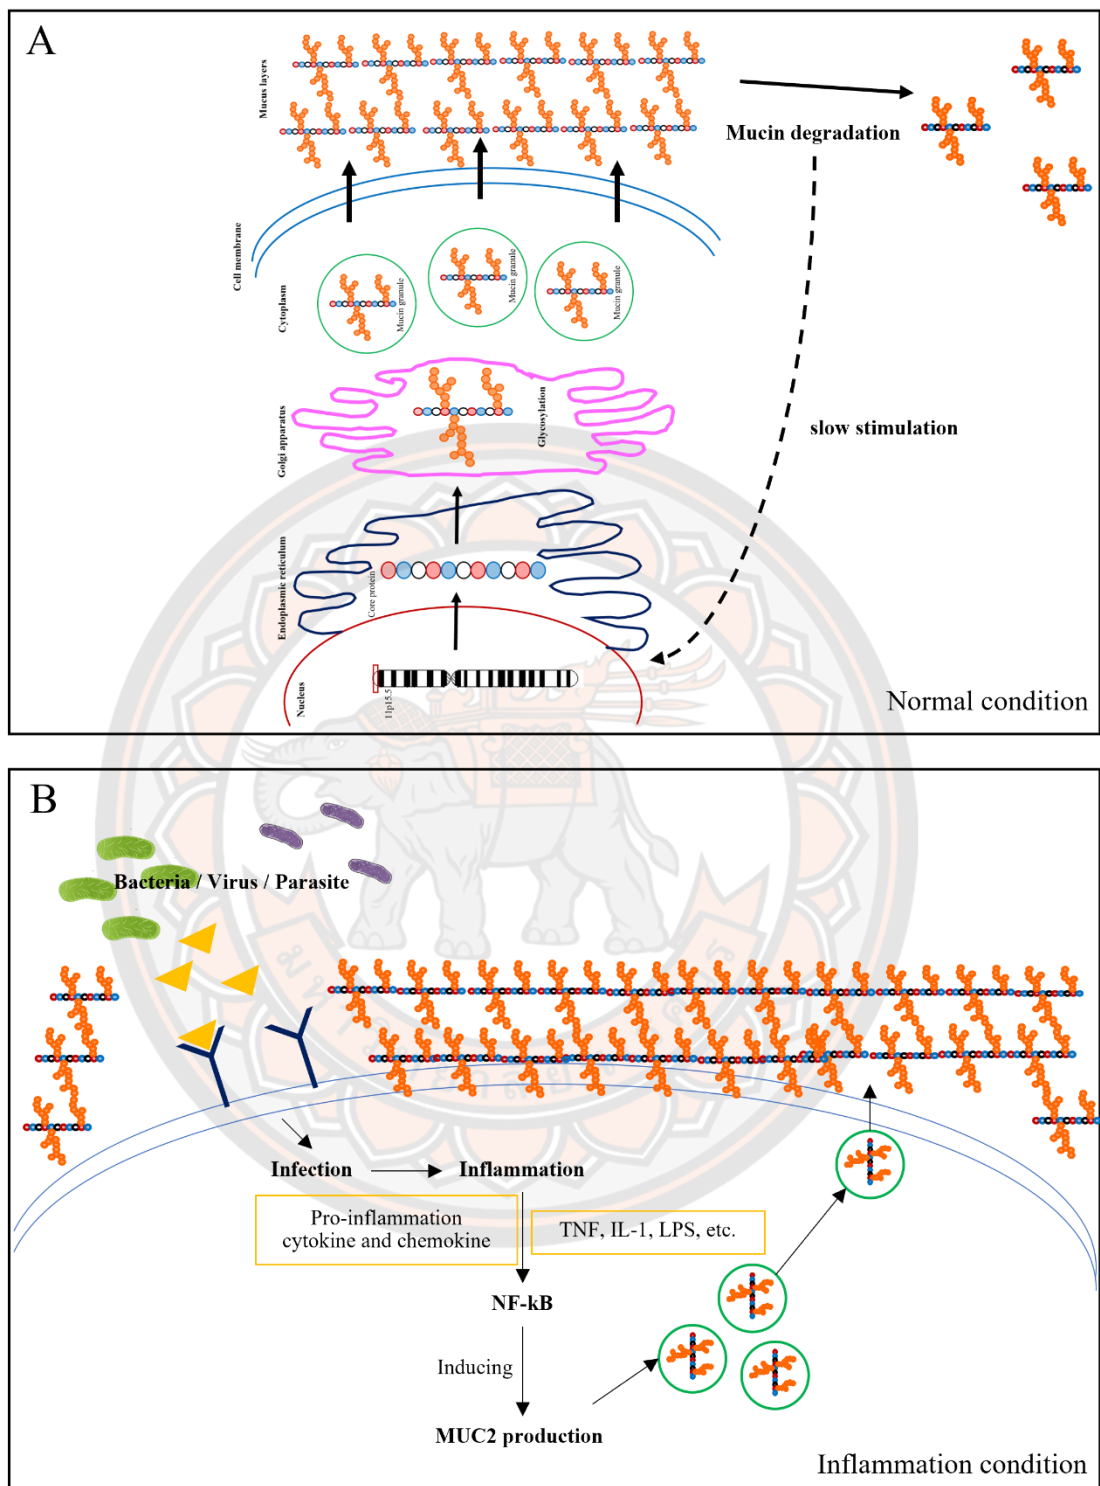 A
Mucus layers
Mucin degradation
Cell membrane
Cytoplasm
Mucin granule
Mucin granule
Mucin granule
Golgi apparatus
Glycosylation
slow stimulation
Endoplasmic reticulum
Core protein
Nucleus
11p15.5
Normal condition
B
Bacteria / Virus / Parasite
Infection
Inflammation
Pro-inflammation
cytokine and chemokine
TNF, IL-1, LPS, etc.
NF-kB
Inducing
MUC2 production
Inflammation condition